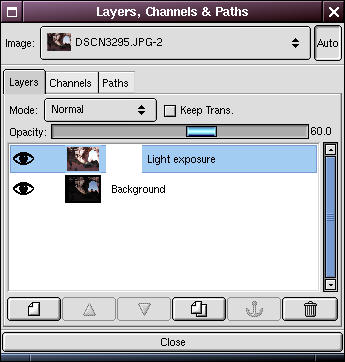 Layers, Channels & Paths
Image: DSCN3295.JPG-2 Auto
Layers Channels Paths
Mode: Normal Keep Trans.
Opacity: 60.0
Light exposure
Background
Close